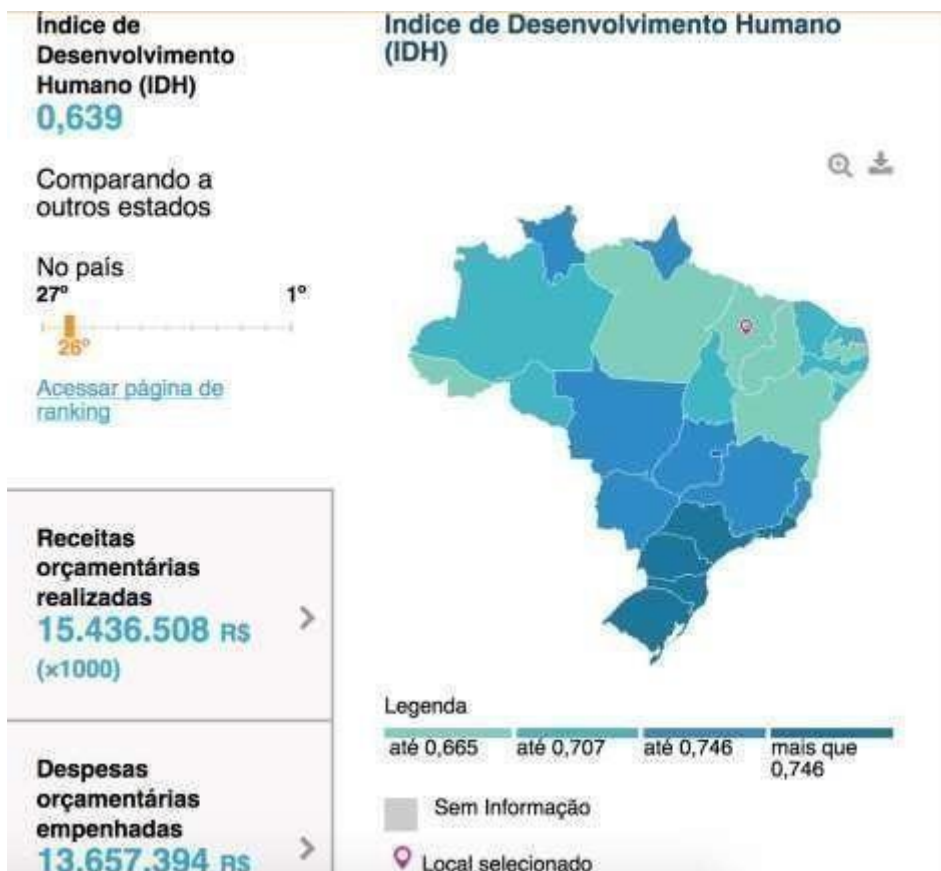 Índice de
Desenvolvimento
Humano (IDH)
0,639
Comparando a
outros estados
No país
27º
1º
26º
Acessar página de
ranking
Receitas
orçamentárias
realizadas
15.436.508 R$
(×1000)
Despesas
orçamentárias
empenhadas
13.657.394 R$
Indice de Desenvolvimento Humano
(IDH)
Legenda
até 0,665
até 0,707
até 0,746
mais que
0,746
Sem Informação
Local selecionado